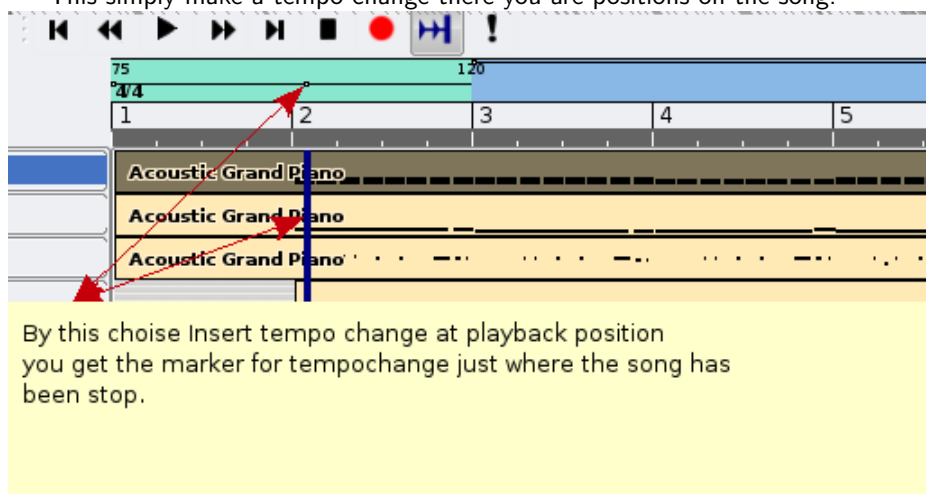 This simply make a tempo change there you are positions on the song.
75 120
4/4
1 2 3 4 5
Acoustic Grand Piano
Acoustic Grand Piano
Acoustic Grand Piano
By this choise Insert tempo change at playback position
you get the marker for tempochange just where the song has
been stop.